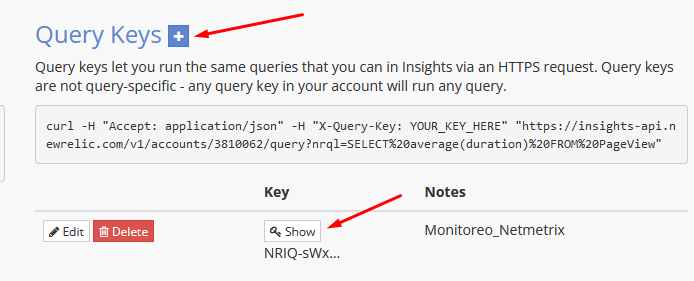 Query Keys +
Query keys let you run the same queries that you can in Insights via an HTTPS request. Query keys
are not query-specific - any query key in your account will run any query.
curl -H "Accept: application/json" -H "X-Query-Key: YOUR_KEY_HERE" "https://insights-api.n
ewrelic.com/v1/accounts/3810062/query?nrql=SELECT%20average(duration)%20FROM%20PageView"
Key Notes
Edit Delete Show Monitoreo_Netmetrix
NRIQ-sWx...